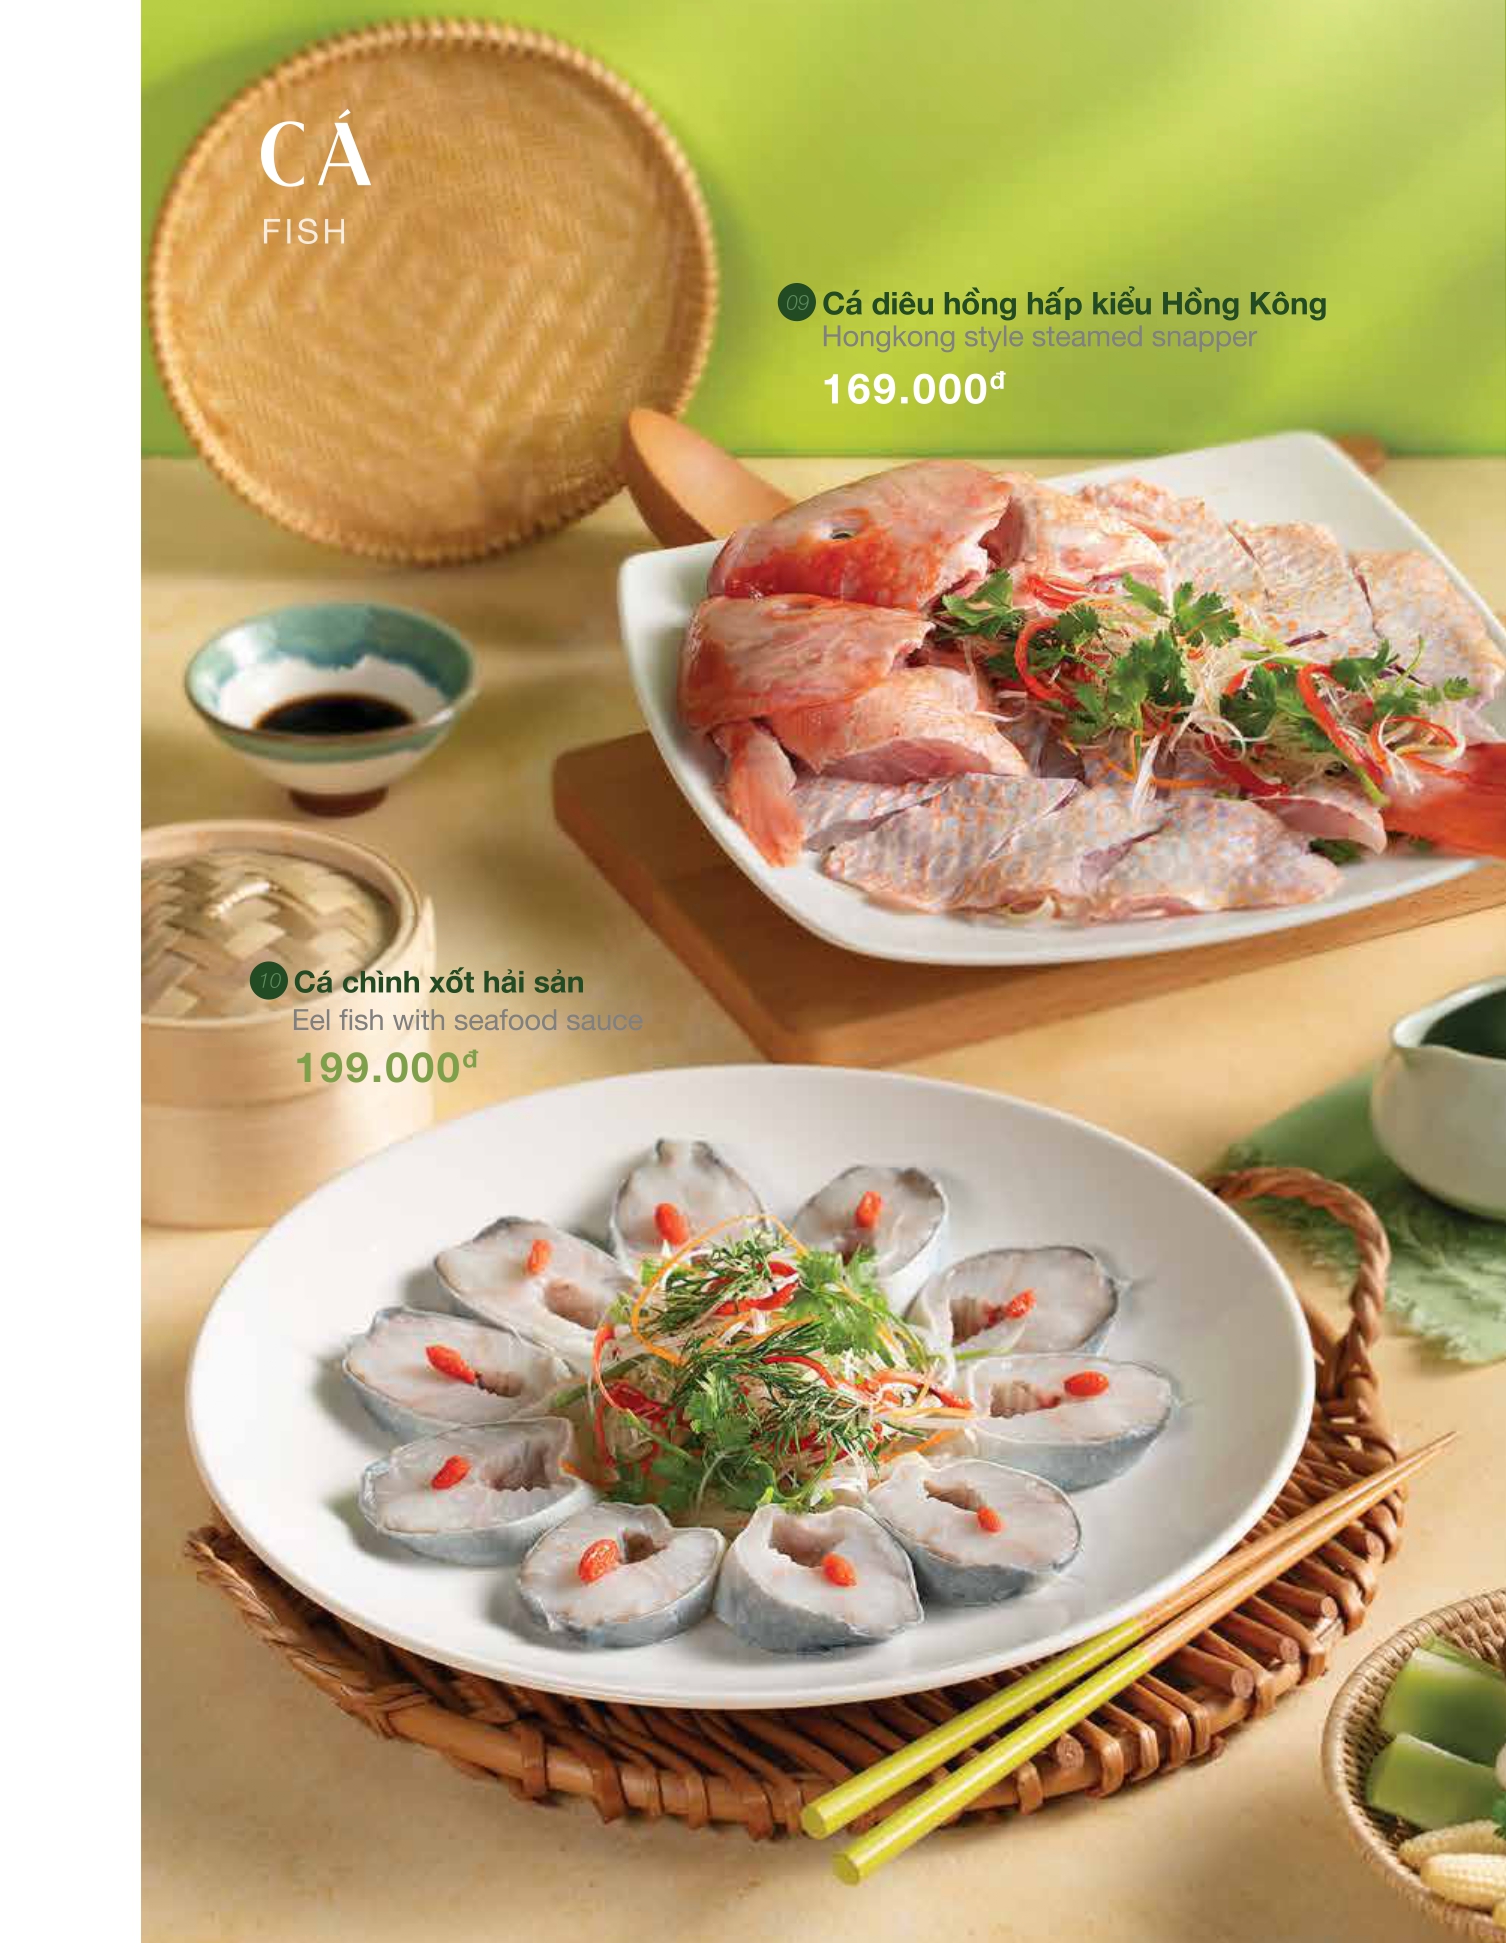 CÁ
FISH
09 Cá diêu hồng hấp kiểu Hồng Kông
Hongkong style steamed snapper
169.000đ
10 Cá chình xốt hải sản
Eel fish with seafood sauce
199.000đ